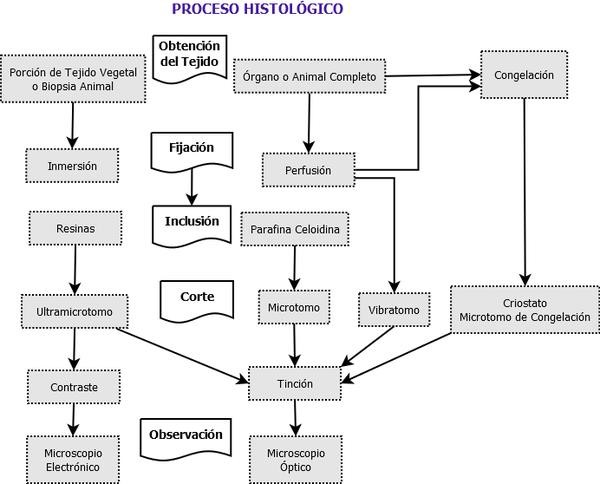 PROCESO HISTOLÓGICO
Porción de Tejido Vegetal
o Biopsia Animal
Obtención
del Tejido
Órgano o Animal Completo
Congelación
Inmersión
Fijación
Perfusión
Resinas
Inclusión
Parafina Celoidina
Ultramicrotomo
Corte
Microtomo
Vibratomo
Criostato
Microtomo de Congelación
Contraste
Tinción
Microscopio
Electrónico
Observación
Microscopio
Óptico